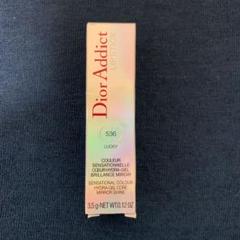 Dior Addict
LIPSTICK
536
LUCKY
COULEUR
SENSATIONNELLE
CŒUR HYDRA-GEL
BRILLANCE MIROIR
SENSATIONAL COLOUR
HYDRA-GEL CORE
MIRROR SHINE
3.5 g-NET WT.0.12 OZ